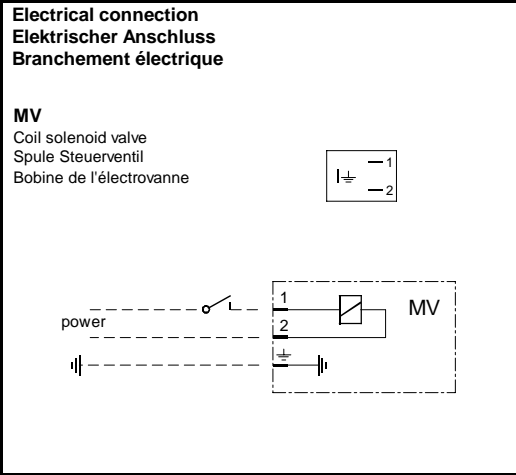 Electrical connection
Elektrischer Anschluss
Branchement électrique
MV
Coil solenoid valve
Spule Steuerventil
Bobine de l'électrovanne
1
2
1
MV
power
2